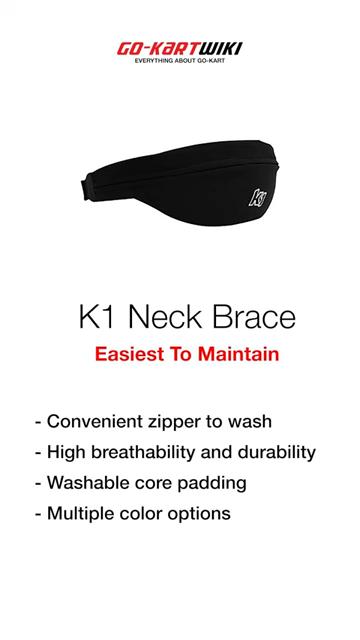 GO-KARTWIKI
EVERYTHING ABOUT GO-KART
K1
K1 Neck Brace
Easiest To Maintain
- Convenient zipper to wash
- High breathability and durability
- Washable core padding
- Multiple color options